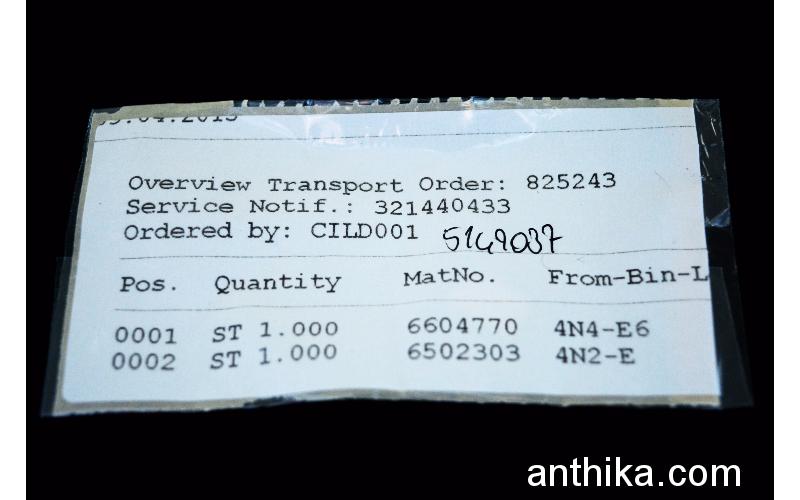 Overview Transport Order: 825243
Service Notif.: 321440433
Ordered by: CILD001 5149037
Pos. Quantity MatNo. From-Bin-L
0001 ST 1.000 6604770 4N4-E6
0002 ST 1.000 6502303 4N2-E
anthika.com